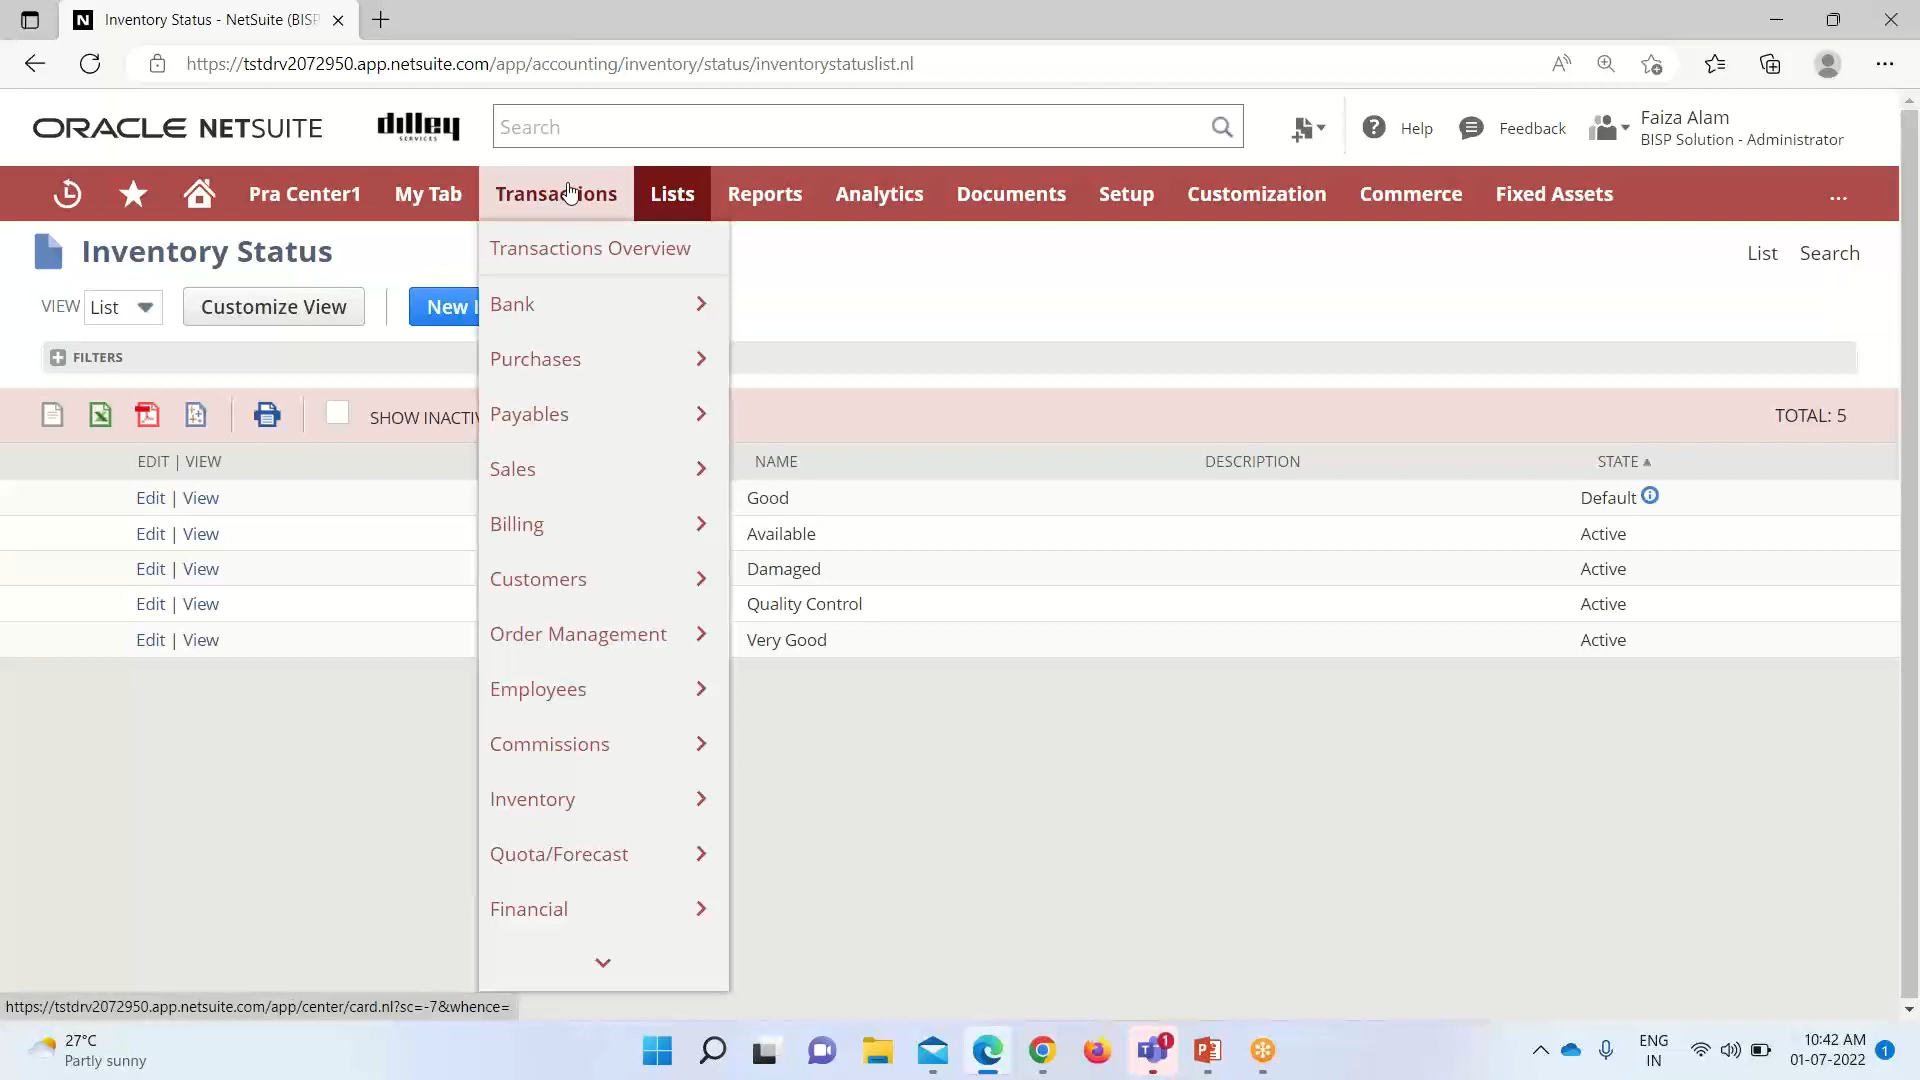 Inventory Status - NetSuite (BISP
https://tstdrv2072950.app.netsuite.com/app/accounting/inventory/status/inventorystatuslist.nl
ORACLE NETSUITE
dilley
SERVICES
Search
Help
Feedback
Faiza Alam
BISP Solution - Administrator
Pra Center1
My Tab
Transactions
Lists
Reports
Analytics
Documents
Setup
Customization
Commerce
Fixed Assets
...
Inventory Status
List
Search
VIEW
List
Customize View
New I
FILTERS
SHOW INACTIV
TOTAL: 5
EDIT | VIEW
NAME
DESCRIPTION
STATE
Edit | View
Good
Default
Edit | View
Available
Active
Edit | View
Damaged
Active
Edit | View
Quality Control
Active
Edit | View
Very Good
Active
Transactions Overview
Bank
Purchases
Payables
Sales
Billing
Customers
Order Management
Employees
Commissions
Inventory
Quota/Forecast
Financial
https://tstdrv2072950.app.netsuite.com/app/center/card.nl?sc=-7&whence=
27°C
Partly sunny
1
ENG
IN
10:42 AM
01-07-2022
1